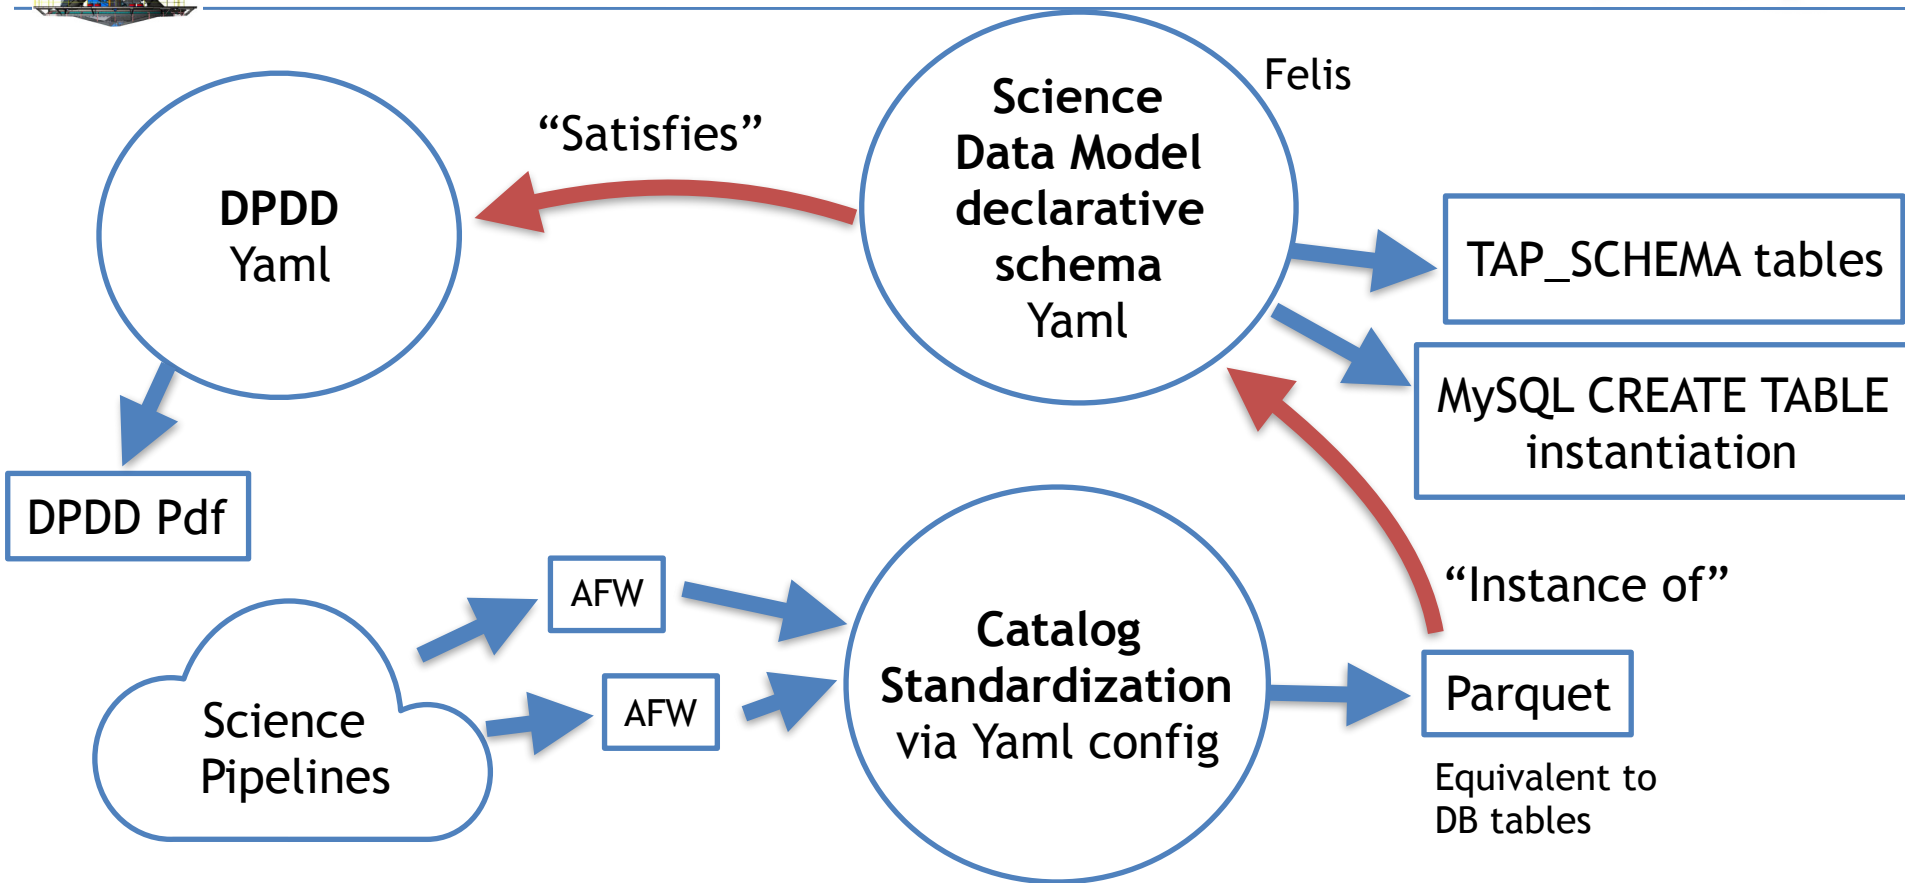 Felis
Science
Data Model
declarative
schema
Yaml
“Satisfies”
DPDD
Yaml
TAP_SCHEMA tables
MySQL CREATE TABLE
instantiation
DPDD Pdf
AFW
“Instance of”
Catalog
Standardization
via Yaml config
Parquet
AFW
Science
Pipelines
Equivalent to
DB tables